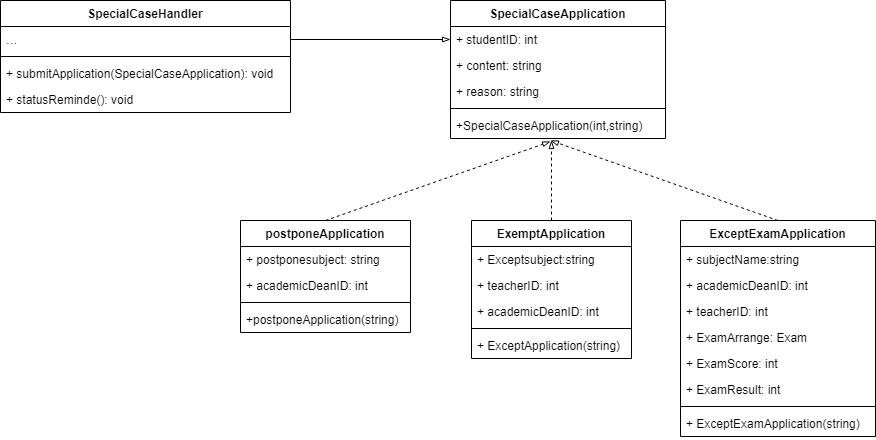 SpecialCaseHandler
...
+ submitApplication(SpecialCaseApplication): void
+ statusReminde(): void
SpecialCaseApplication
+ studentID: int
+ content: string
+ reason: string
+SpecialCaseApplication(int,string)
postponeApplication
+ postponesubject: string
+ academicDeanID: int
+postponeApplication(string)
ExemptApplication
+ Exceptsubject:string
+ teacherID: int
+ academicDeanID: int
+ ExceptApplication(string)
ExceptExamApplication
+ subjectName:string
+ academicDeanID: int
+ teacherID: int
+ ExamArrange: Exam
+ ExamScore: int
+ ExamResult: int
+ ExceptExamApplication(string)